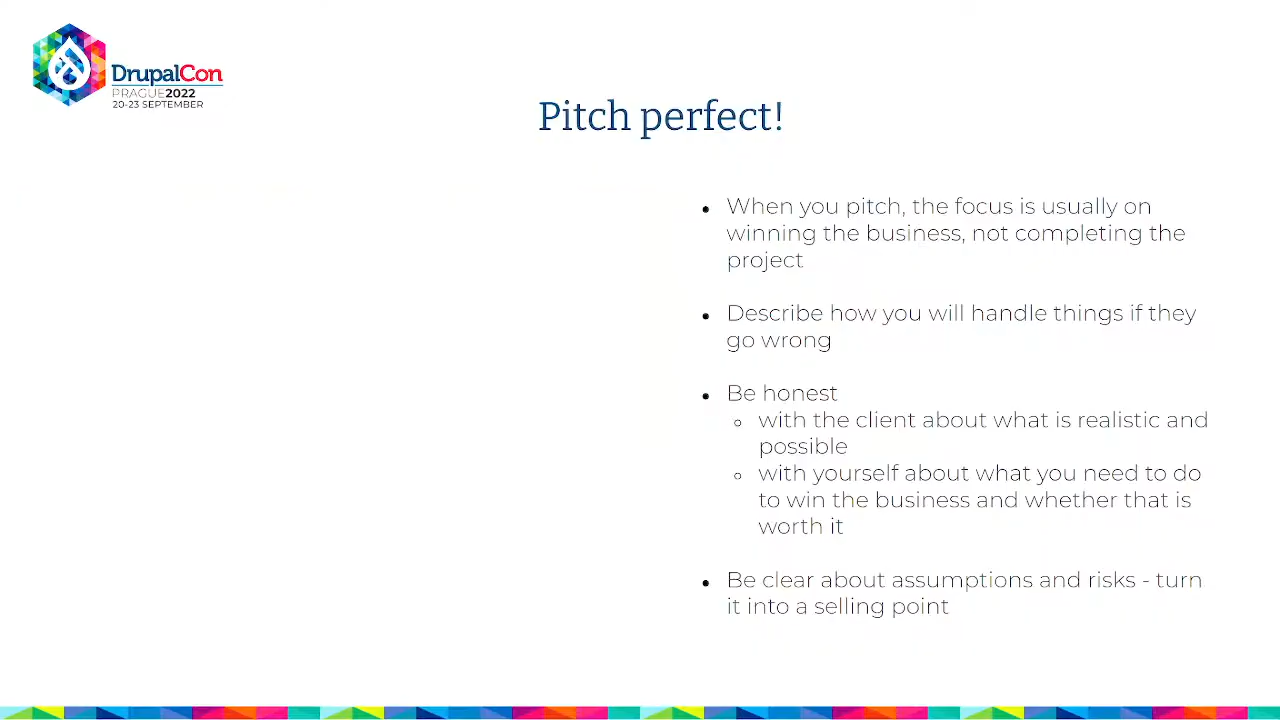 DrupalCon
PRAGUE2022
20-23 SEPTEMBER
Pitch perfect!
• When you pitch, the focus is usually on
winning the business, not completing the
project
• Describe how you will handle things if they
go wrong
• Be honest
○ with the client about what is realistic and
possible
○ with yourself about what you need to do
to win the business and whether that is
worth it
• Be clear about assumptions and risks - turn
it into a selling point